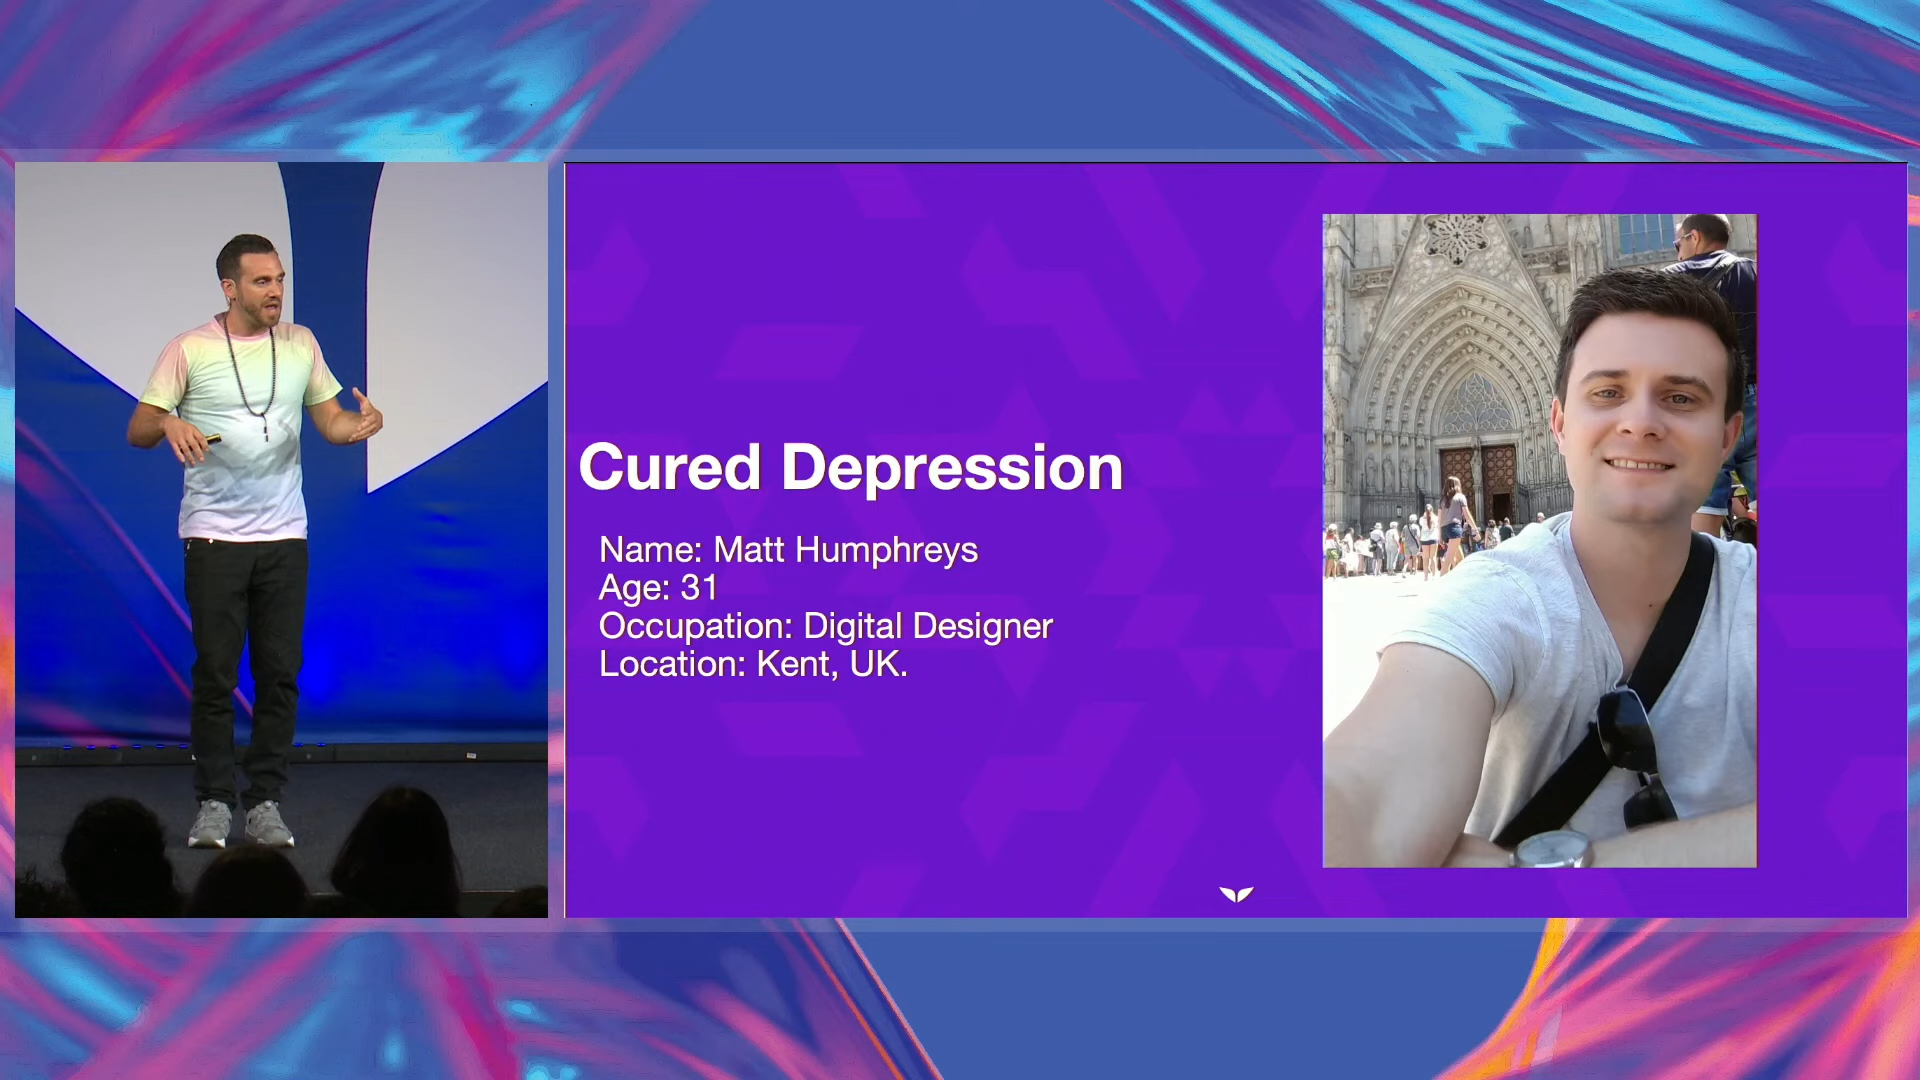 Cured Depression
Name: Matt Humphreys
Age: 31
Occupation: Digital Designer
Location: Kent, UK.